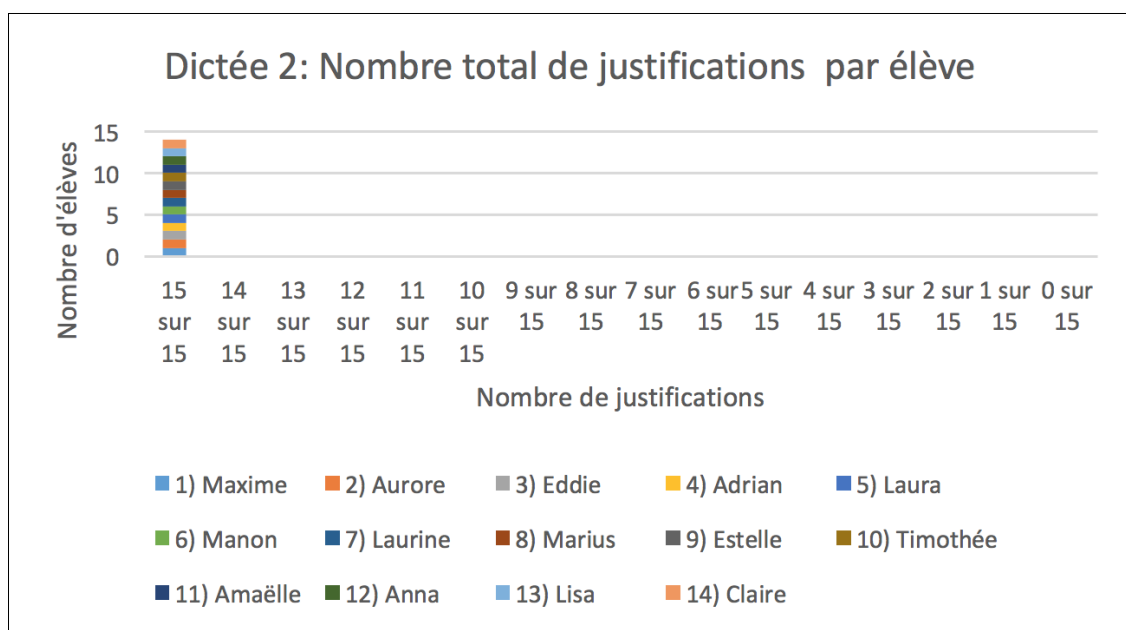 Dictée 2: Nombre total de justifications par élève
Nombre d'élèves
15
10
5
0
15 sur 15
14 sur 15
13 sur 15
12 sur 15
11 sur 15
10 sur 15
9 sur 15
8 sur 15
7 sur 15
6 sur 15
5 sur 15
4 sur 15
3 sur 15
2 sur 15
1 sur 15
0 sur 15
Nombre de justifications
1) Maxime
2) Aurore
3) Eddie
4) Adrian
5) Laura
6) Manon
7) Laurine
8) Marius
9) Estelle
10) Timothée
11) Amaëlle
12) Anna
13) Lisa
14) Claire